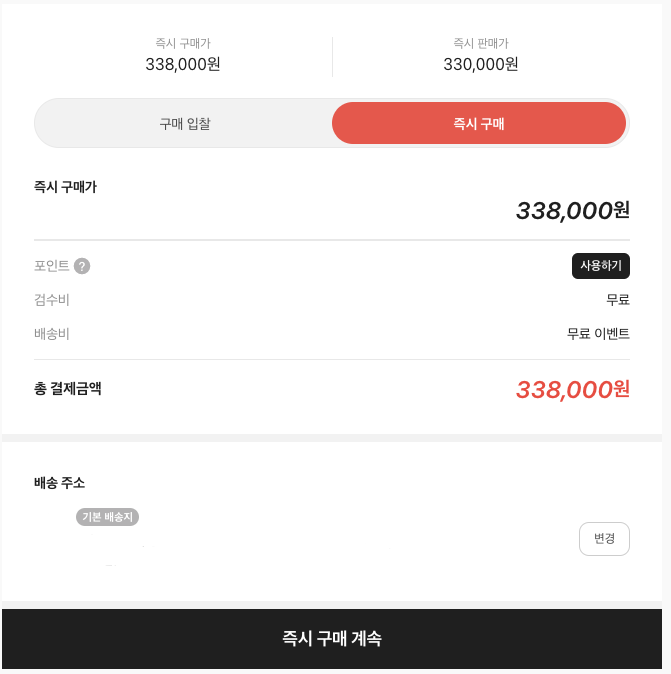 즉시 구매가 즉시 판매가
338,000원 330,000원
구매 입찰 즉시 구매
즉시 구매가
338,000원
포인트 ? 사용하기
검수비 무료
배송비 무료 이벤트
총 결제금액 338,000원
배송 주소
기본 배송지
변경
즉시 구매 계속